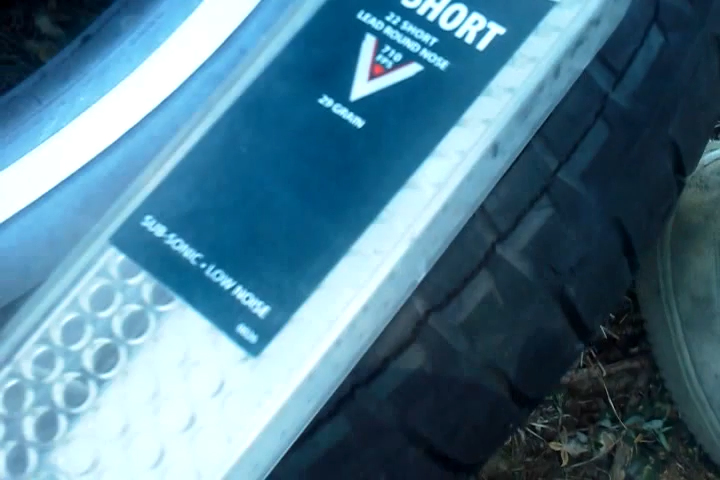 SHORT
22 SHORT
LEAD ROUND NOSE
710
FPS
29 GRAIN
SUB-SONIC - LOW NOISE